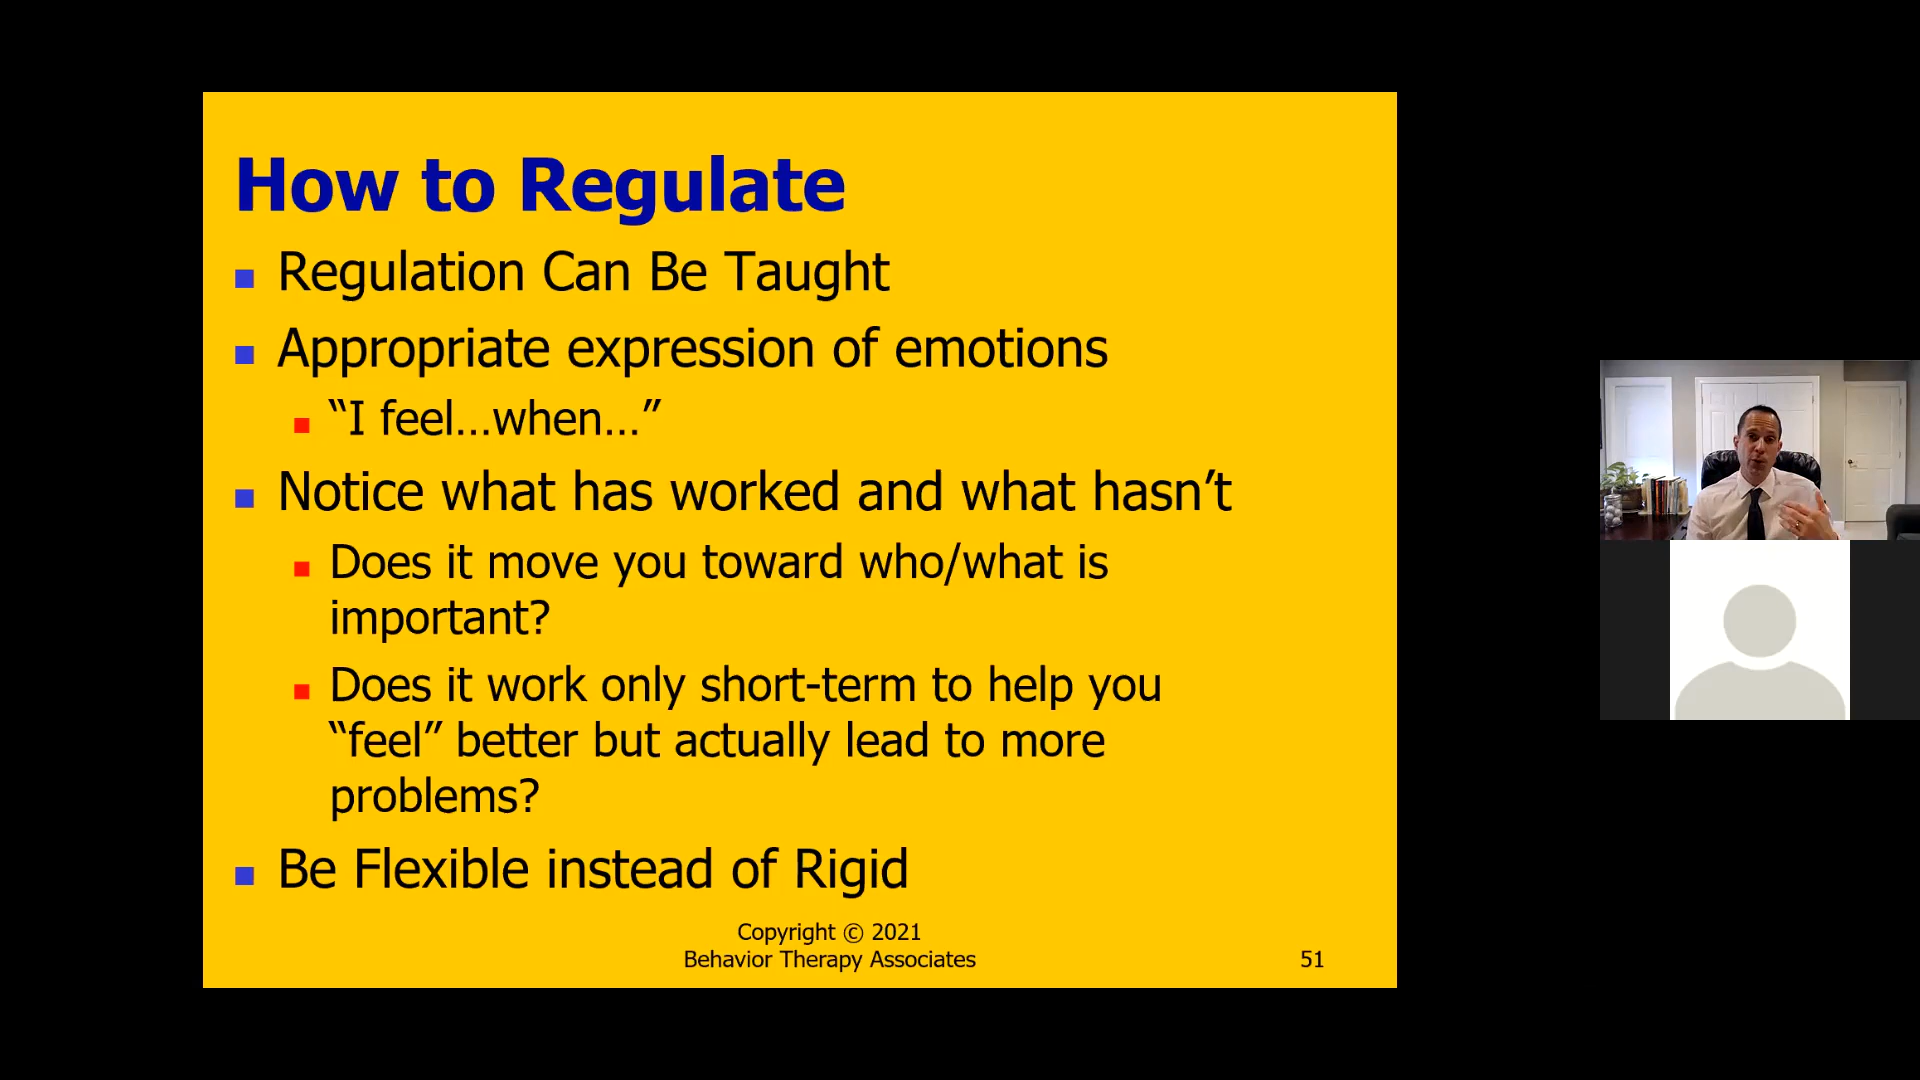 How to Regulate
Regulation Can Be Taught
Appropriate expression of emotions
“I feel…when…”
Notice what has worked and what hasn’t
Does it move you toward who/what is
important?
Does it work only short-term to help you
“feel” better but actually lead to more
problems?
Be Flexible instead of Rigid
Copyright © 2021
Behavior Therapy Associates
51